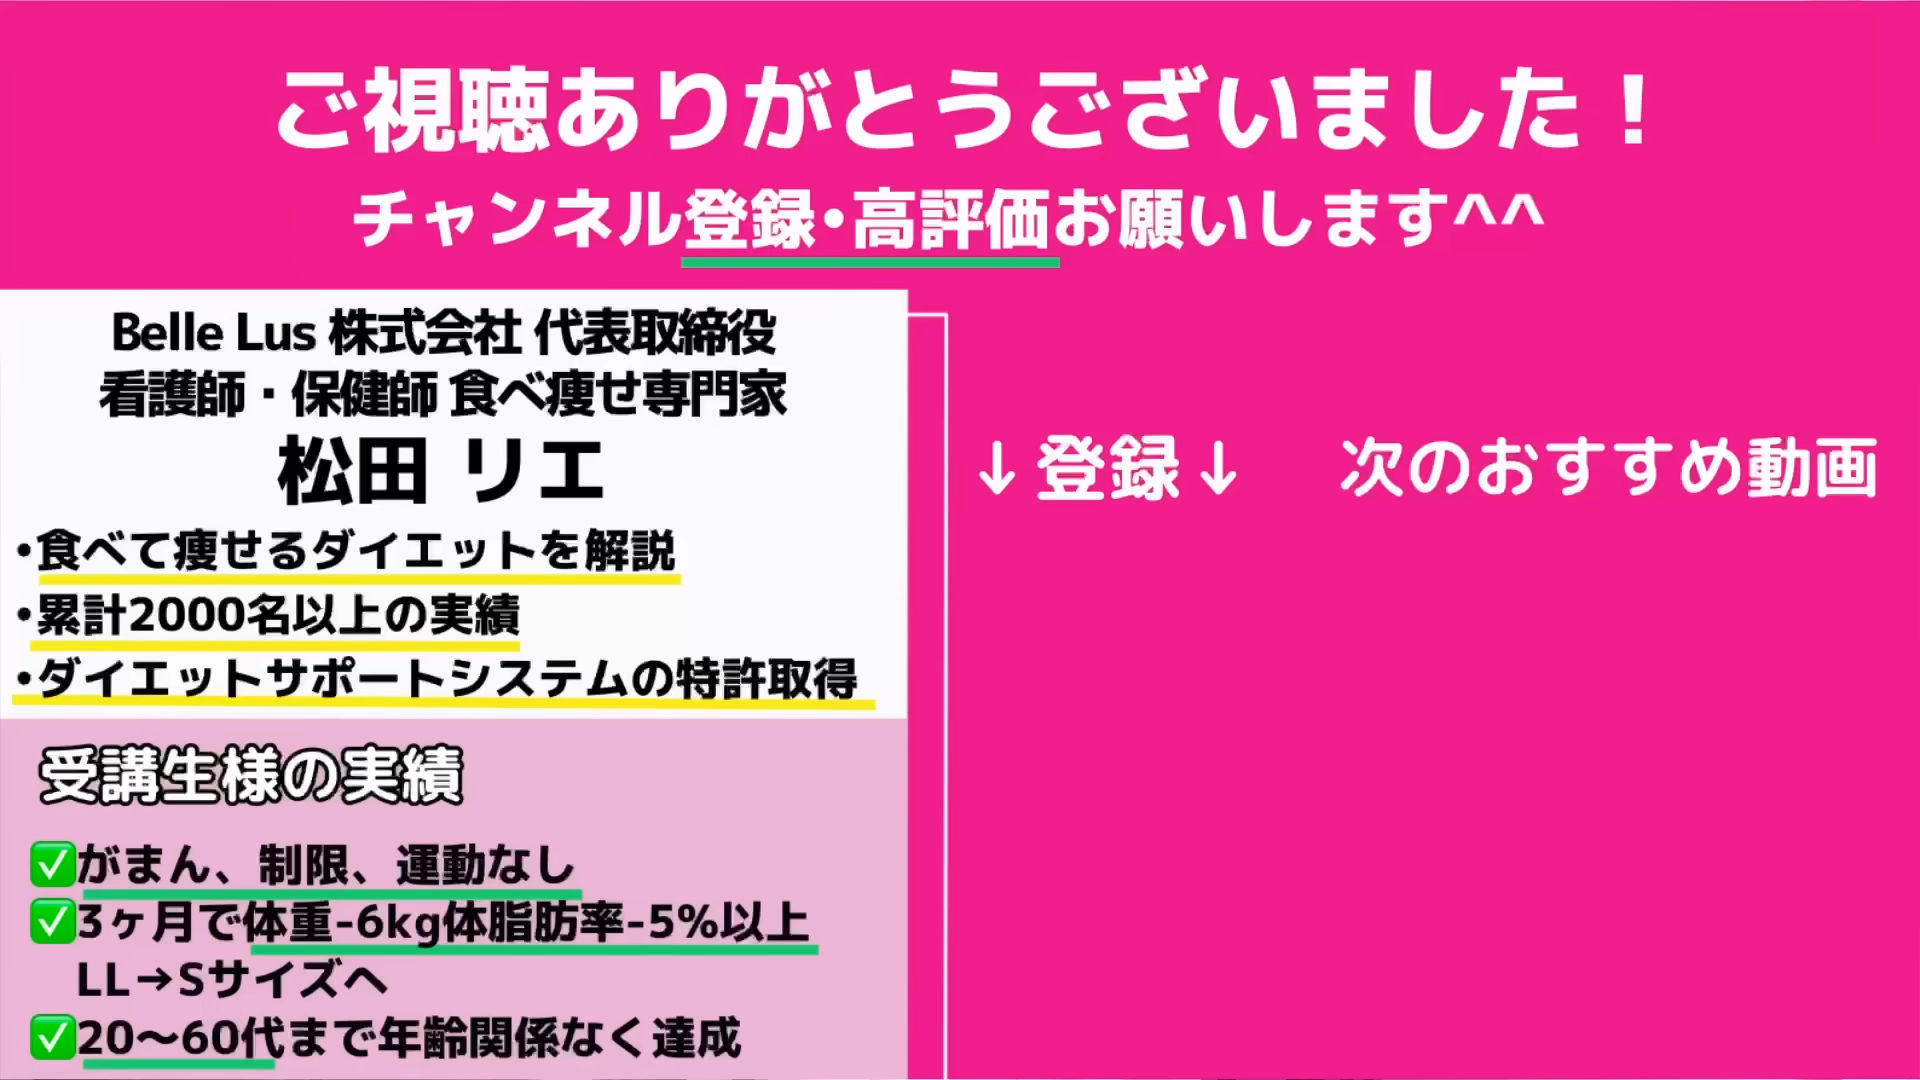 ご視聴ありがとうございました！
チャンネル登録・高評価お願いします^^
Belle Lus 株式会社 代表取締役
看護師・保健師 食べ痩せ専門家
松田 リエ
・食べて痩せるダイエットを解説
・累計2000名以上の実績
・ダイエットサポートシステムの特許取得
受講生様の実績
✅がまん、制限、運動なし
✅3ヶ月で体重-6kg体脂肪率-5%以上
LL→Sサイズへ
✅20〜60代まで年齢関係なく達成
↓登録↓
次のおすすめ動画